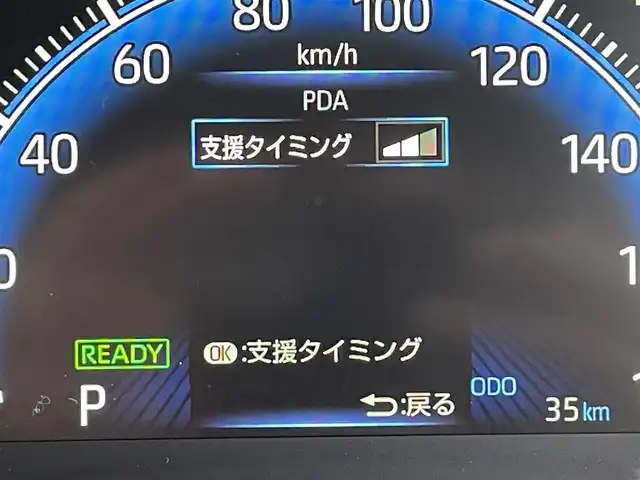 80 100
km/h
60 120
PDA
支援タイミング
40 140
READY
OK:支援タイミング
P
:戻る
ODO
35km